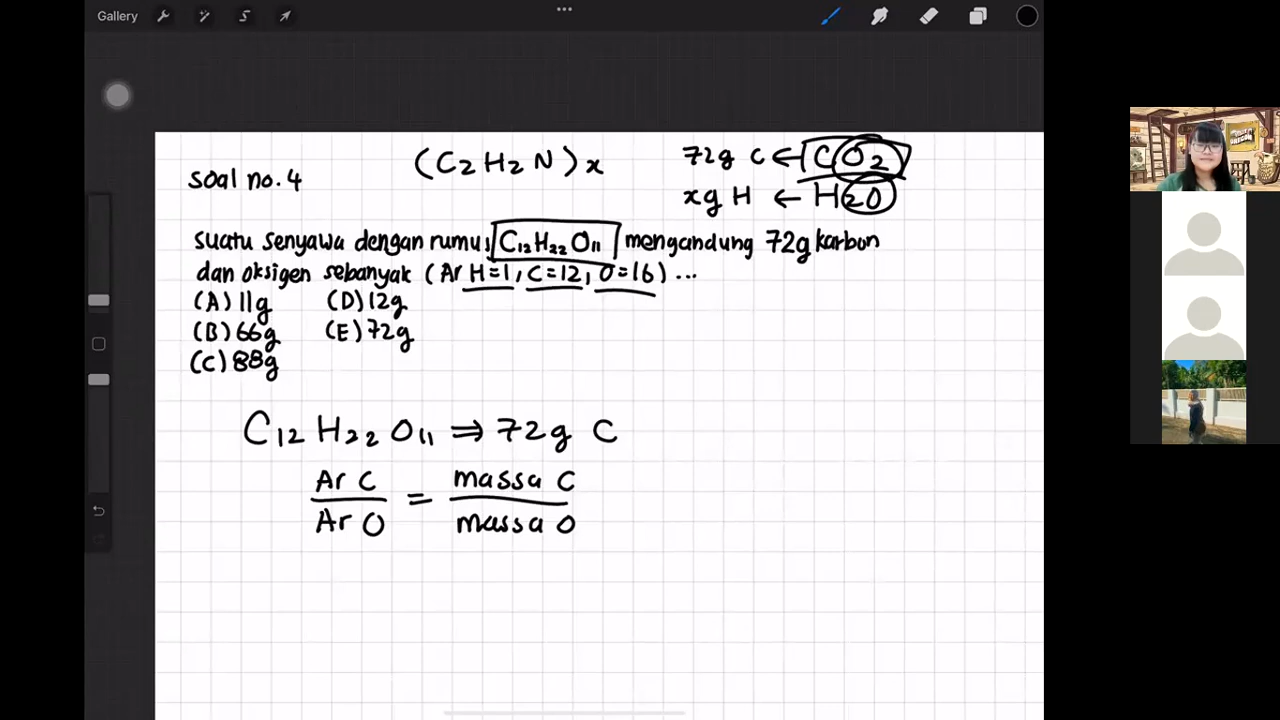 Gallery
soal no. 4
(C2H2N)x
72g C ← CO2
xg H ← H2O
suatu senyawa dengan rumus C12H22O11 mengandung 72g karbon
dan oksigen sebanyak (Ar H=1, C=12, O=16) ...
(A) 11g (D) 12g
(B) 66g (E) 72g
(C) 88g
C12H22O11 ⇒ 72g C
Ar C / Ar O = massa C / massa O